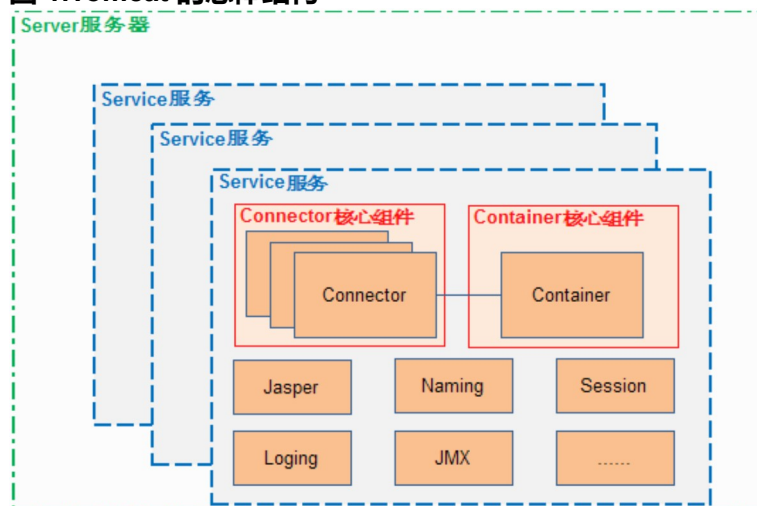 Server服务器
Service服务
Service服务
Service服务
Connector核心组件
Container核心组件
Connector
Container
Jasper
Naming
Session
Loging
JMX
......